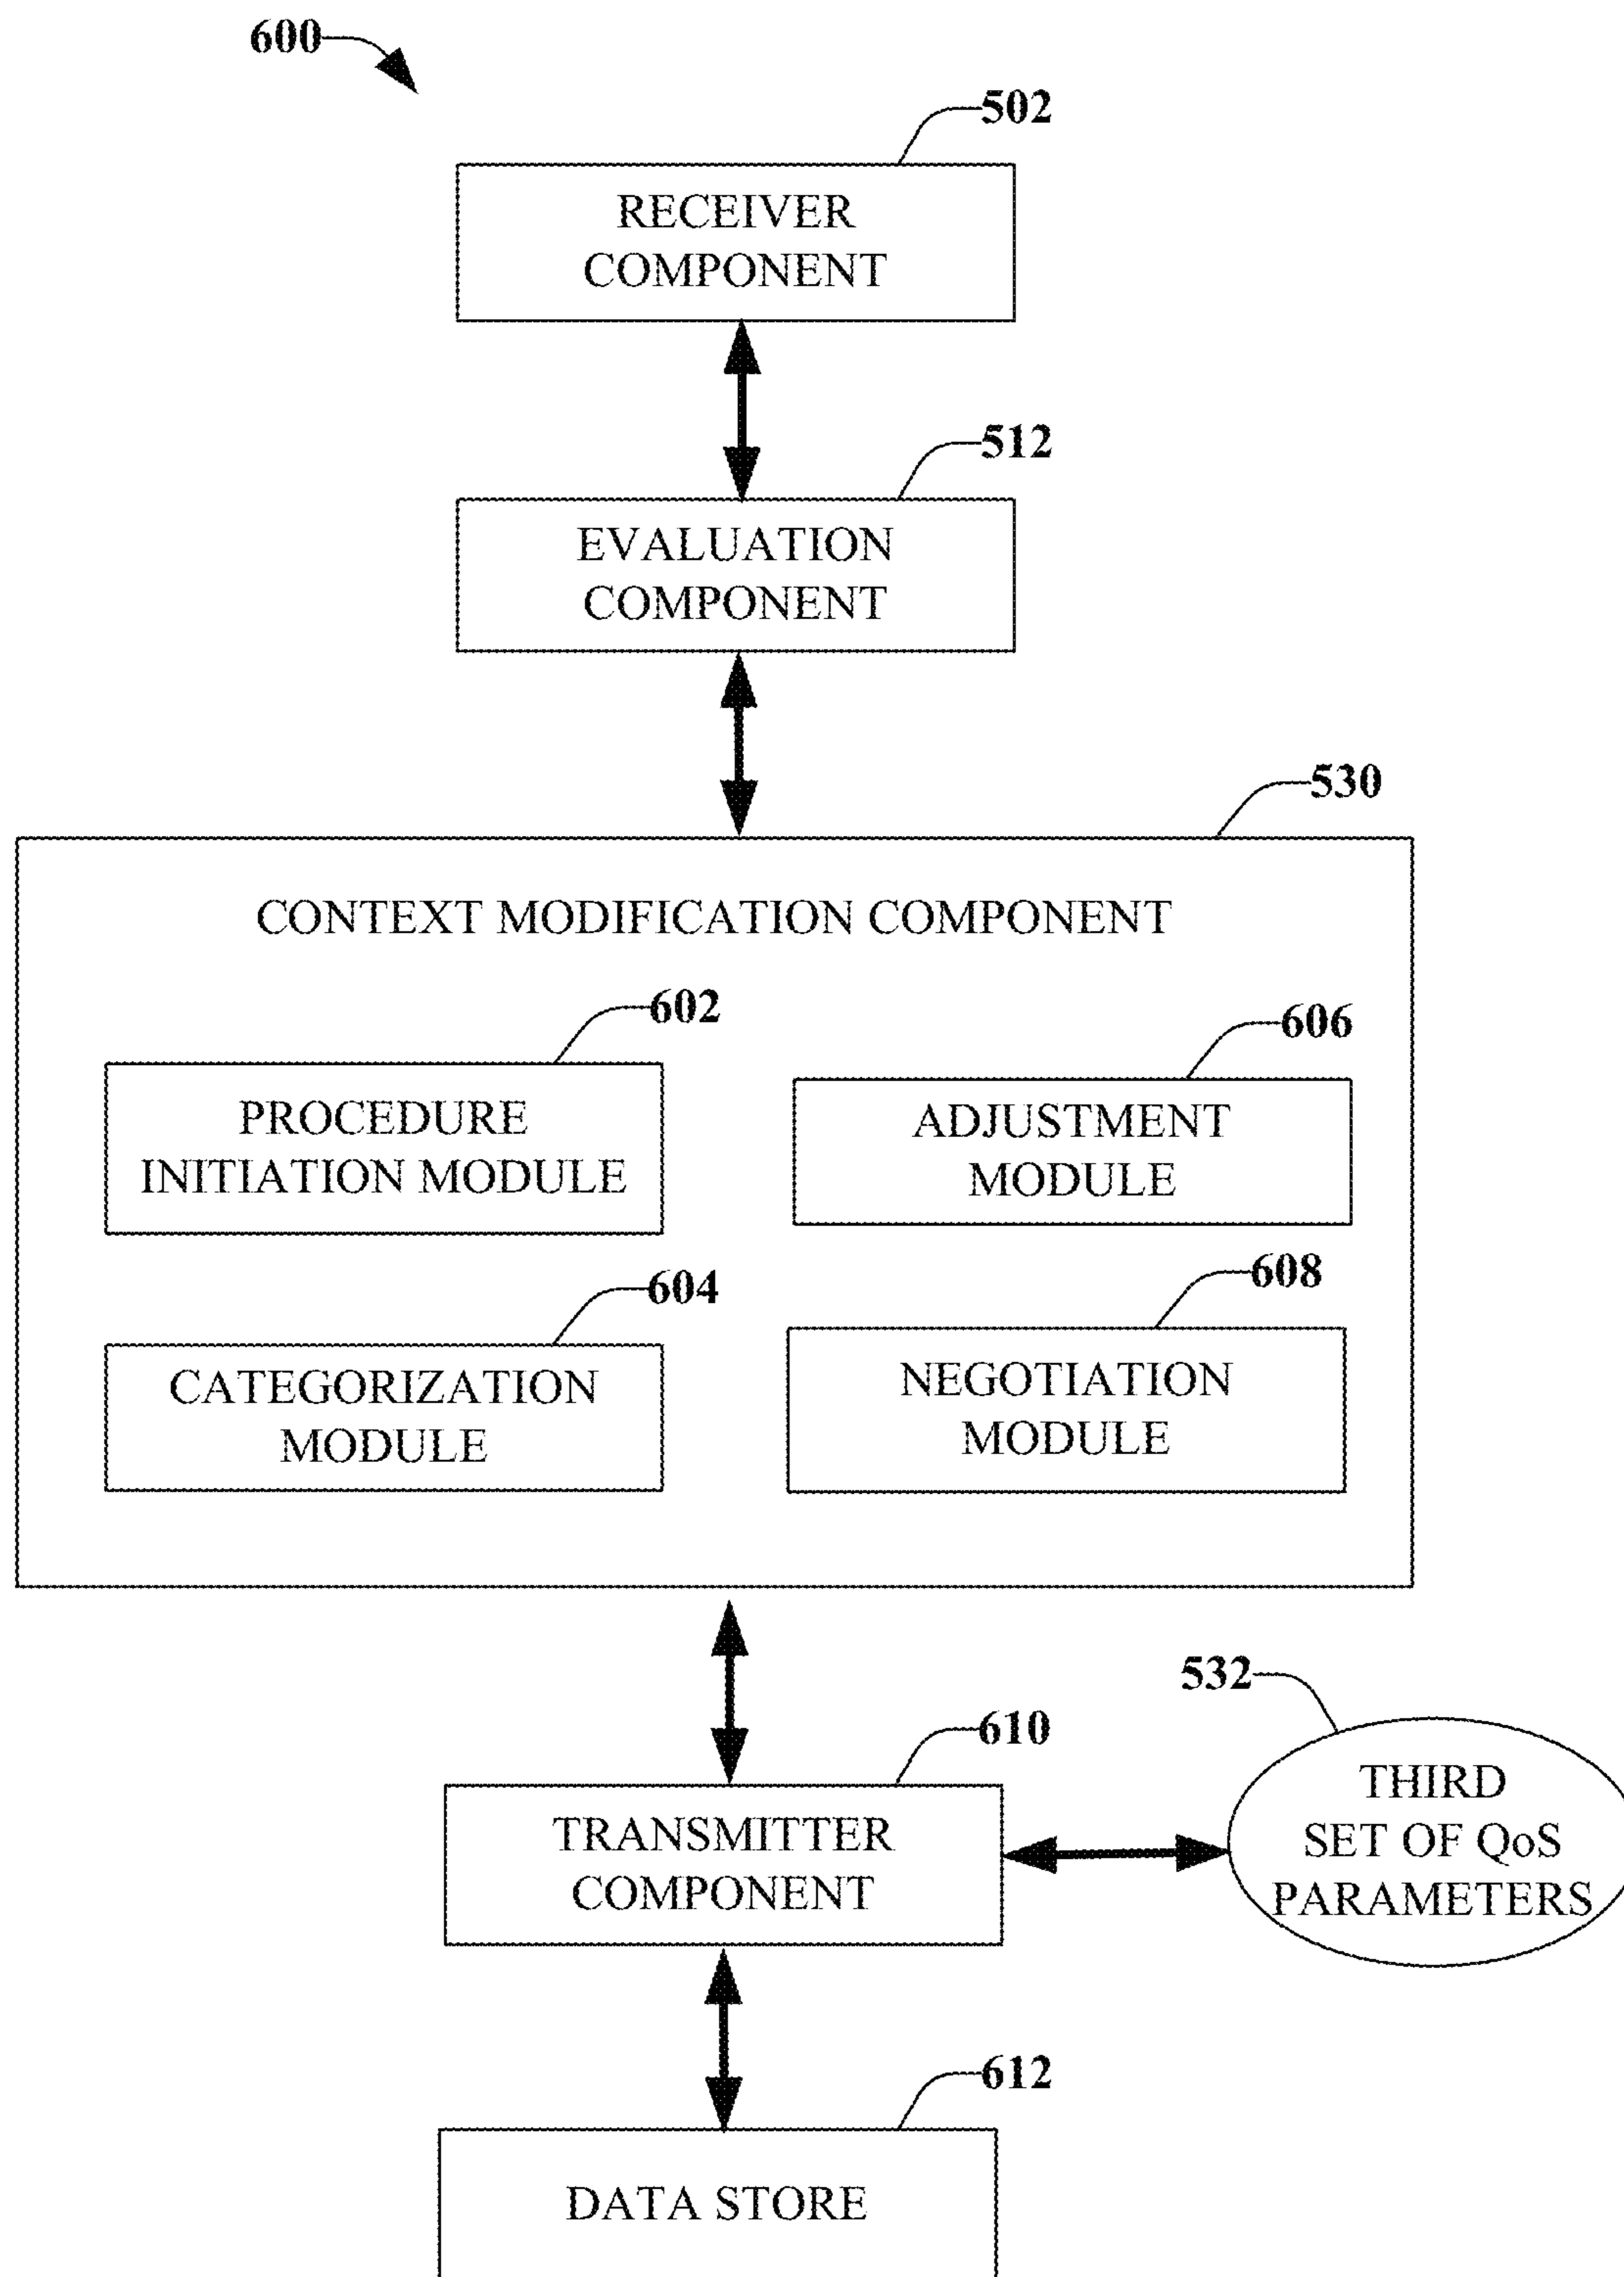 600
502
RECEIVER
COMPONENT
512
EVALUATION
COMPONENT
530
CONTEXT MODIFICATION COMPONENT
602
PROCEDURE
INITIATION MODULE
606
ADJUSTMENT
MODULE
604
CATEGORIZATION
MODULE
608
NEGOTIATION
MODULE
532
THIRD
SET OF QoS
PARAMETERS
610
TRANSMITTER
COMPONENT
612
DATA STORE